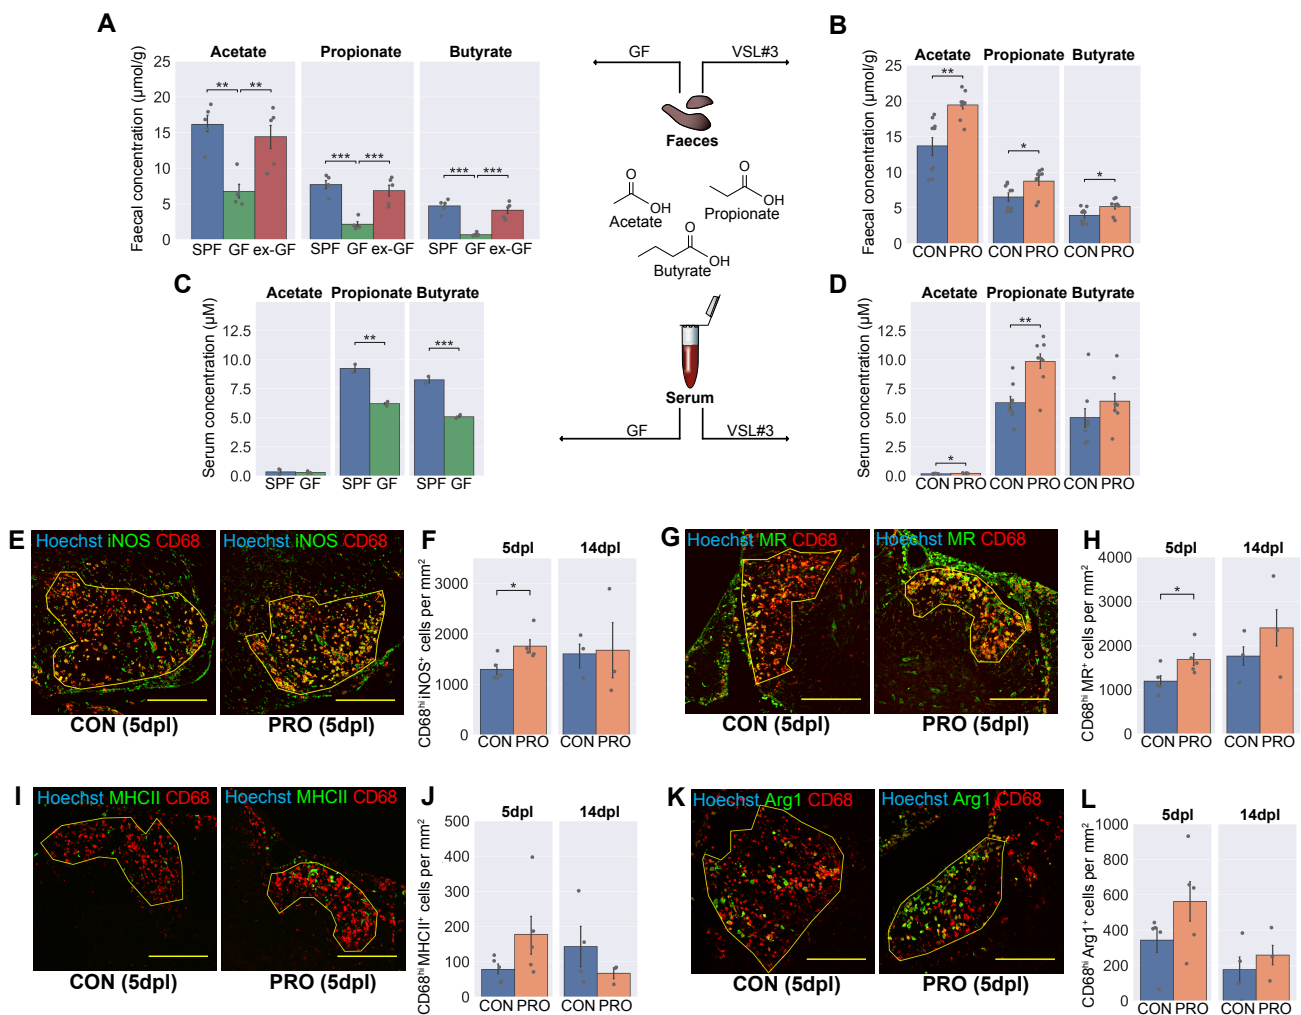 A
Acetate Propionate Butyrate
Faecal concentration (µmol/g)
25
20
15
10
5
0
** **
*** ***
*** ***
SPF GF ex-GF SPF GF ex-GF SPF GF ex-GF
GF VSL#3
Faeces
O
OH
Acetate
O
OH
Propionate
O
OH
Butyrate
Serum
GF VSL#3
B
Acetate Propionate Butyrate
Faecal concentration (µmol/g)
25
20
15
10
5
0
**
*
*
CON PRO CON PRO CON PRO
C
Acetate Propionate Butyrate
Serum concentration (µM)
12.5
10.0
7.5
5.0
2.5
0.0
**
***
SPF GF SPF GF SPF GF
D
Acetate Propionate Butyrate
Serum concentration (µM)
12.5
10.0
7.5
5.0
2.5
0.0
*
**
CON PRO CON PRO CON PRO
E
Hoechst iNOS CD68
Hoechst iNOS CD68
CON (5dpl) PRO (5dpl)
F
5dpl 14dpl
CD68hi iNOS+ cells per mm2
3000
2000
1000
0
*
CON PRO CON PRO
G
Hoechst MR CD68
Hoechst MR CD68
CON (5dpl) PRO (5dpl)
H
5dpl 14dpl
CD68hi MR+ cells per mm2
4000
3000
2000
1000
0
*
CON PRO CON PRO
I
Hoechst MHCII CD68
Hoechst MHCII CD68
CON (5dpl) PRO (5dpl)
J
5dpl 14dpl
CD68hi MHCII+ cells per mm2
500
400
300
200
100
0
CON PRO CON PRO
K
Hoechst Arg1 CD68
Hoechst Arg1 CD68
CON (5dpl) PRO (5dpl)
L
5dpl 14dpl
CD68hi Arg1+ cells per mm2
1000
800
600
400
200
0
CON PRO CON PRO